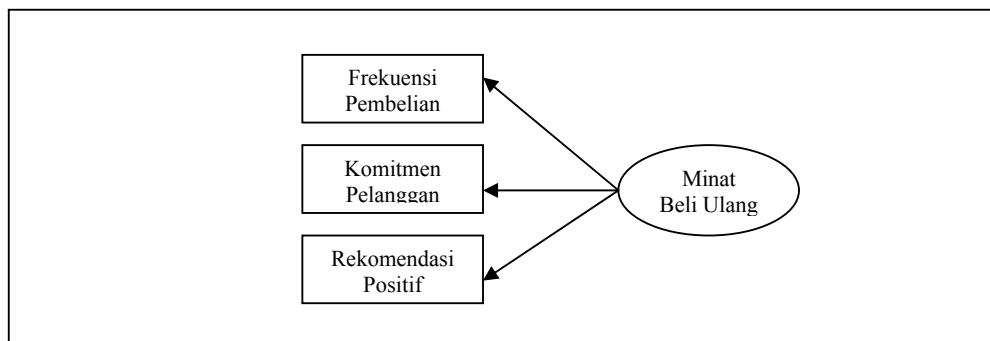 Frekuensi
Pembelian
Komitmen
Pelanggan
Rekomendasi
Positif
Minat
Beli Ulang